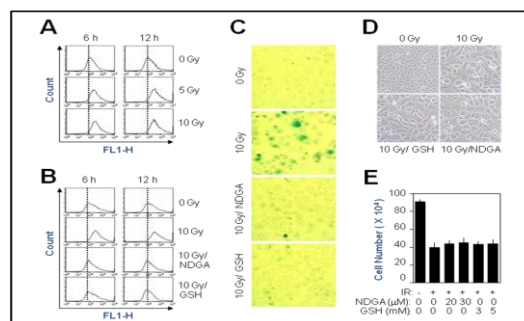 A
6 h
12 h
0 Gy
5 Gy
10 Gy
Count
FL1-H
B
6 h
12 h
0 Gy
10 Gy
10 Gy/
NDGA
10 Gy/
GSH
Count
FL1-H
C
0 Gy
10 Gy
10 Gy/ NDGA
10 Gy/ GSH
D
0 Gy
10 Gy
10 Gy/ GSH
10 Gy/NDGA
E
Cell Number ( X 10⁴)
100
80
60
40
20
0
IR: - + + + + +
NDGA (μM) 0 0 20 30 0 0
GSH (mM) 0 0 0 0 3 5